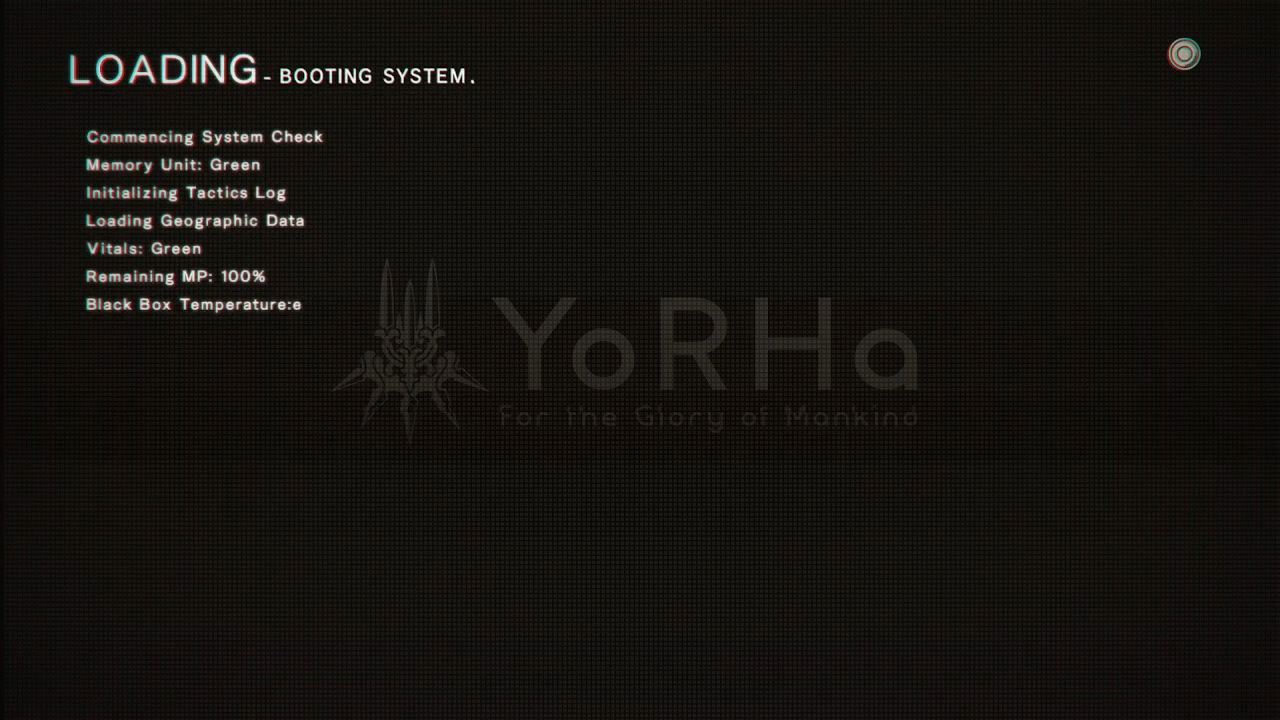 LOADING - BOOTING SYSTEM.
Commencing System Check
Memory Unit: Green
Initializing Tactics Log
Loading Geographic Data
Vitals: Green
Remaining MP: 100%
Black Box Temperature:e
YoRHa
For the Glory of Mankind